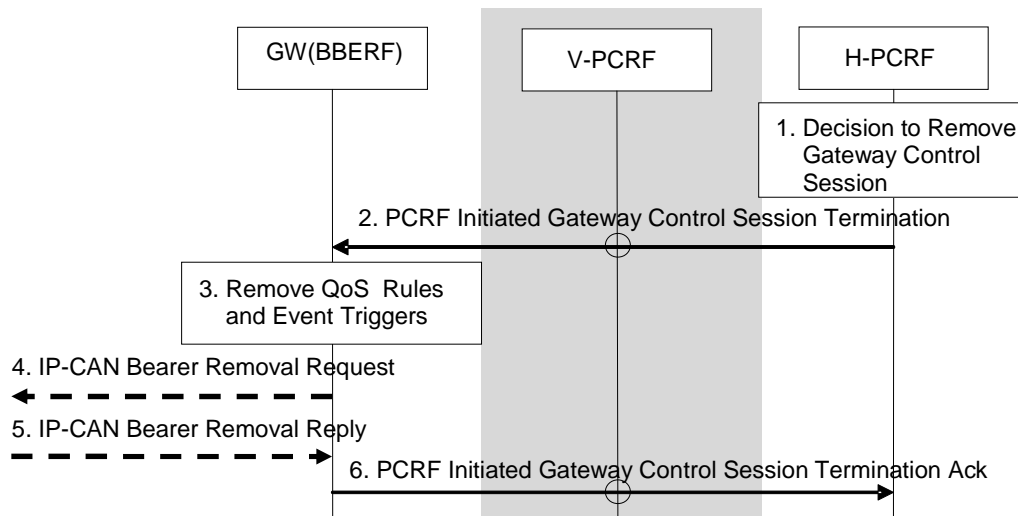 GW(BBERF)
V-PCRF
H-PCRF
1. Decision to Remove
Gateway Control
Session
2. PCRF Initiated Gateway Control Session Termination
3. Remove QoS Rules
and Event Triggers
4. IP-CAN Bearer Removal Request
5. IP-CAN Bearer Removal Reply
6. PCRF Initiated Gateway Control Session Termination Ack